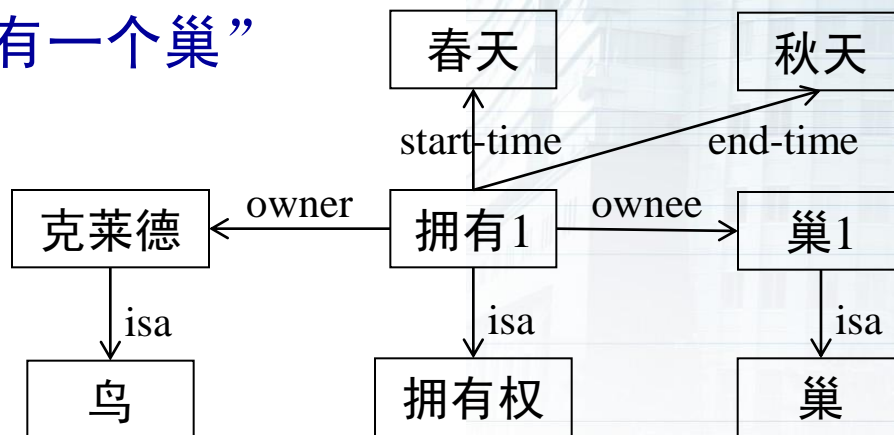 有一个巢”
春天
秋天
start-time
end-time
克莱德
owner
拥有1
ownee
巢1
isa
isa
isa
鸟
拥有权
巢